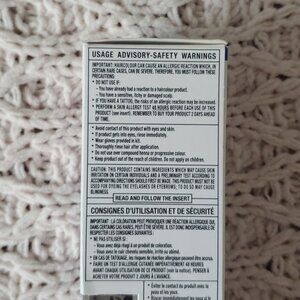 USAGE ADVISORY-SAFETY WARNINGS
IMPORTANT: HAIRCOLOUR CAN CAUSE AN ALLERGIC REACTION WHICH, IN
CERTAIN RARE CASES, CAN BE SEVERE. THEREFORE, YOU MUST FOLLOW THESE
PRECAUTIONS:
• DO NOT USE IF:
- You have already had a reaction to a haircolour product.
- You have a sensitive, itchy or damaged scalp.
• IF YOU HAVE A TATTOO, the risks of an allergic reaction may be increased.
• PERFORM A SKIN ALLERGY TEST 48 HOURS BEFORE EACH USE OF THIS
PRODUCT (see insert). REMEMBER TO BUY YOUR PRODUCT 2 DAYS AHEAD
OF TIME.
• Avoid contact of this product with eyes and skin.
• If product gets into eyes, rinse immediately.
• Wear gloves provided in kit.
• Thoroughly rinse hair after application.
• Do not use over compound henna or progressive colour.
• Keep product out of the reach of children. Do not apply on children.
CAUTION: THIS PRODUCT CONTAINS INGREDIENTS WHICH MAY CAUSE SKIN
IRRITATION ON CERTAIN INDIVIDUALS AND A PRELIMINARY TEST ACCORDING TO
ACCOMPANYING DIRECTIONS SHOULD FIRST BE MADE. THIS PRODUCT MUST NOT BE
USED FOR DYEING THE EYELASHES OR EYEBROWS; TO DO SO MAY CAUSE
BLINDNESS.
READ AND FOLLOW THE INSERT
CONSIGNES D'UTILISATION ET DE SÉCURITÉ
IMPORTANT : LA COLORATION PEUT PROVOQUER UNE RÉACTION ALLERGIQUE QUI
DANS CERTAINS CAS RARES, PEUT ÊTRE SÉVÈRE. IL EST DONC INDISPENSABLE DE
RESPECTER LES CONSIGNES SUIVANTES :
• NE PAS UTILISER SI :
- Vous avez déjà réagi à un produit de coloration.
- Vous avez le cuir chevelu sensible, irrité ou abîmé.
• EN CAS DE TATOUAGE, les risques de réaction allergique peuvent être accrus.
• FAIRE UN TEST D'ALLERGIE CUTANÉE IMPÉRATIVEMENT 48 HEURES
AVANT CHAQUE UTILISATION DE CE PRODUIT (voir la notice). PENSER À
ACHETER VOTRE PRODUIT 2 JOURS À L'AVANCE.
• Éviter le contact du produit avec la peau et
les yeux.